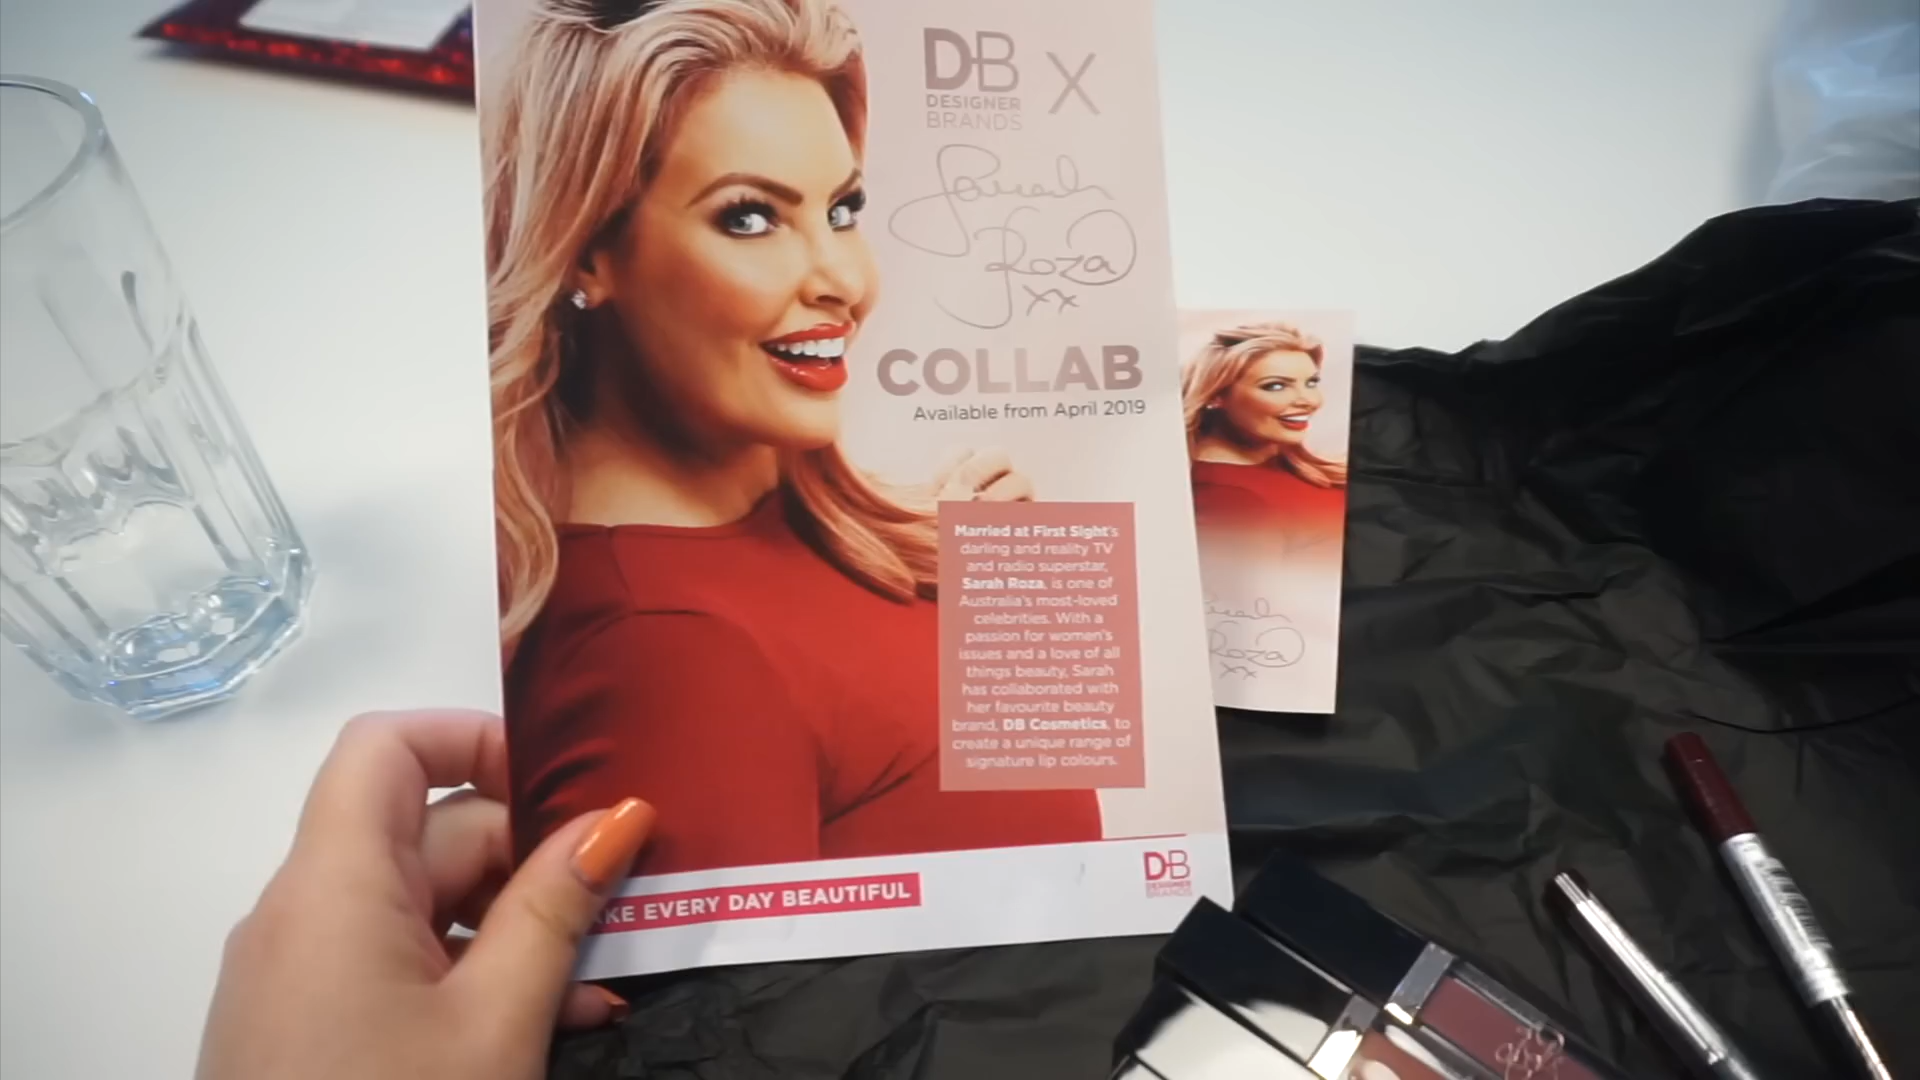 DB X
DESIGNER
BRANDS
Sarah
Roza
xx
COLLAB
Available from April 2019
Married at First Sight's
darling and reality TV
and radio superstar,
Sarah Roza, is one of
Australia's most-loved
celebrities. With a
passion for women's
issues and a love of all
things beauty, Sarah
has collaborated with
her favourite beauty
brand, DB Cosmetics, to
create a unique range of
signature lip colours.
KE EVERY DAY BEAUTIFUL
DB
DESIGNER
BRANDS
Roza
xx